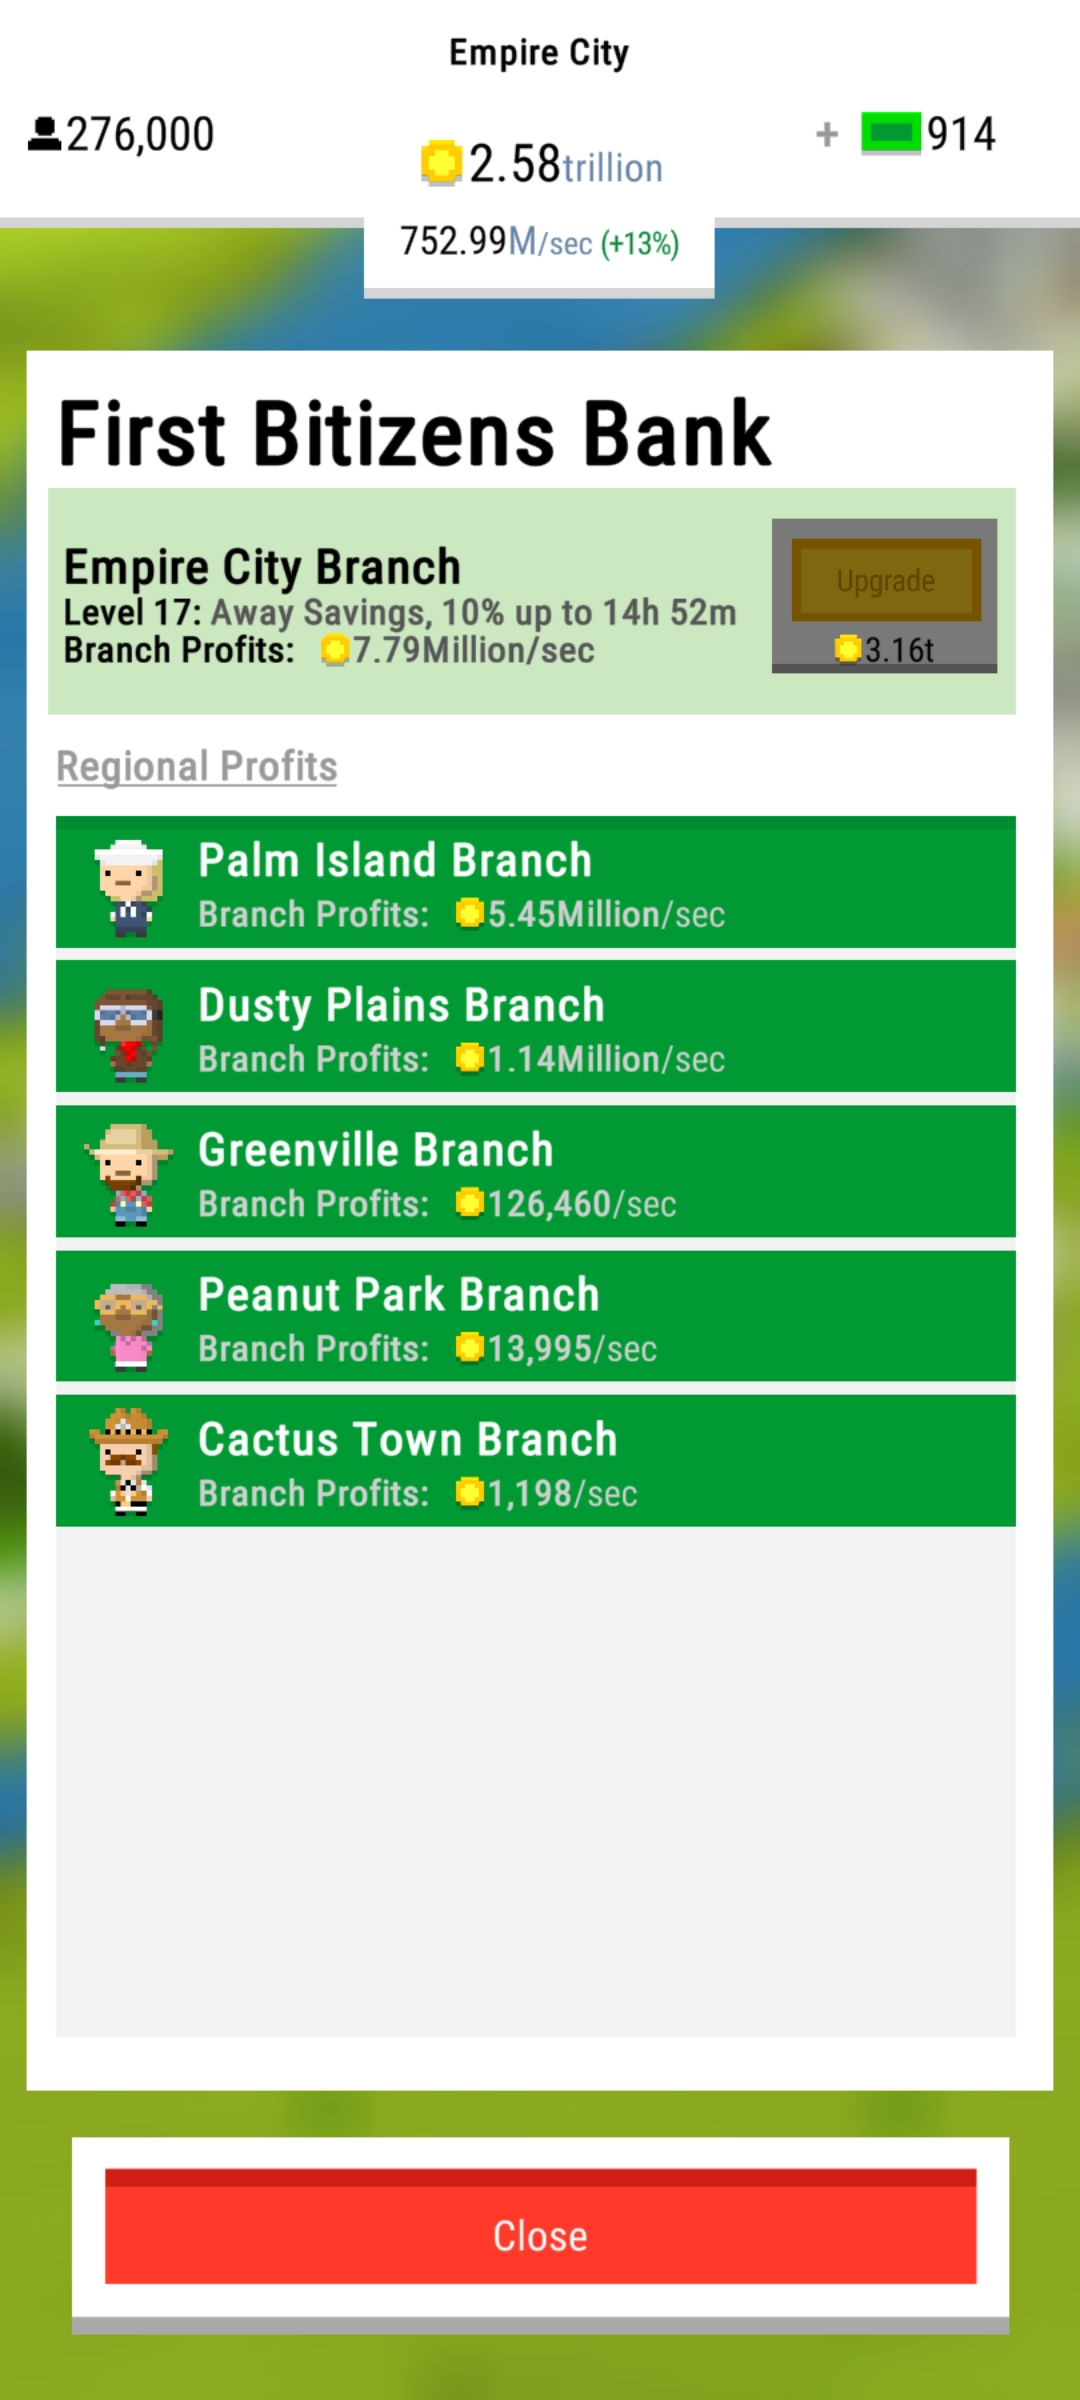 Empire City
276,000
2.58trillion
+ 914
752.99M/sec (+13%)
First Bitizens Bank
Empire City Branch
Level 17: Away Savings, 10% up to 14h 52m
Branch Profits: 7.79Million/sec
Upgrade
3.16t
Regional Profits
Palm Island Branch
Branch Profits: 5.45Million/sec
Dusty Plains Branch
Branch Profits: 1.14Million/sec
Greenville Branch
Branch Profits: 126,460/sec
Peanut Park Branch
Branch Profits: 13,995/sec
Cactus Town Branch
Branch Profits: 1,198/sec
Close